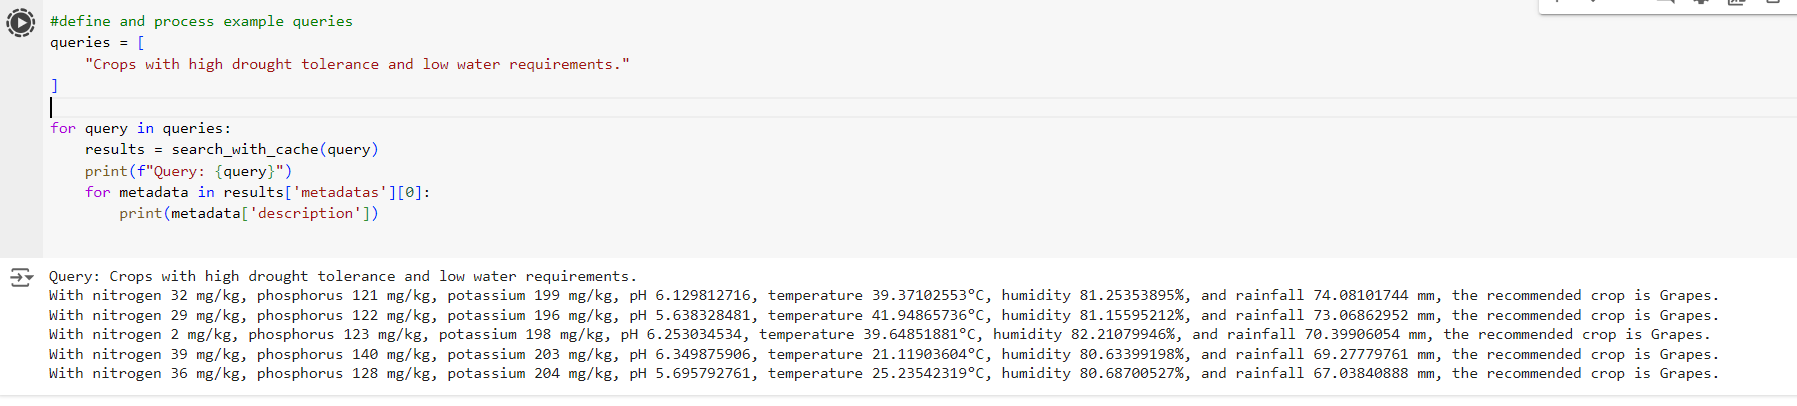 #define and process example queries
queries = [
    "Crops with high drought tolerance and low water requirements."
]
for query in queries:
    results = search_with_cache(query)
    print(f"Query: {query}")
    for metadata in results['metadatas'][0]:
        print(metadata['description'])
Query: Crops with high drought tolerance and low water requirements.
With nitrogen 32 mg/kg, phosphorus 121 mg/kg, potassium 199 mg/kg, pH 6.129812716, temperature 39.37102553°C, humidity 81.25353895%, and rainfall 74.08101744 mm, the recommended crop is Grapes.
With nitrogen 29 mg/kg, phosphorus 122 mg/kg, potassium 196 mg/kg, pH 5.638328481, temperature 41.94865736°C, humidity 81.15595212%, and rainfall 73.06862952 mm, the recommended crop is Grapes.
With nitrogen 2 mg/kg, phosphorus 123 mg/kg, potassium 198 mg/kg, pH 6.253034534, temperature 39.64851881°C, humidity 82.21079946%, and rainfall 70.39906054 mm, the recommended crop is Grapes.
With nitrogen 39 mg/kg, phosphorus 140 mg/kg, potassium 203 mg/kg, pH 6.349875906, temperature 21.11903604°C, humidity 80.63399198%, and rainfall 69.27779761 mm, the recommended crop is Grapes.
With nitrogen 36 mg/kg, phosphorus 128 mg/kg, potassium 204 mg/kg, pH 5.695792761, temperature 25.23542319°C, humidity 80.68700527%, and rainfall 67.03840888 mm, the recommended crop is Grapes.